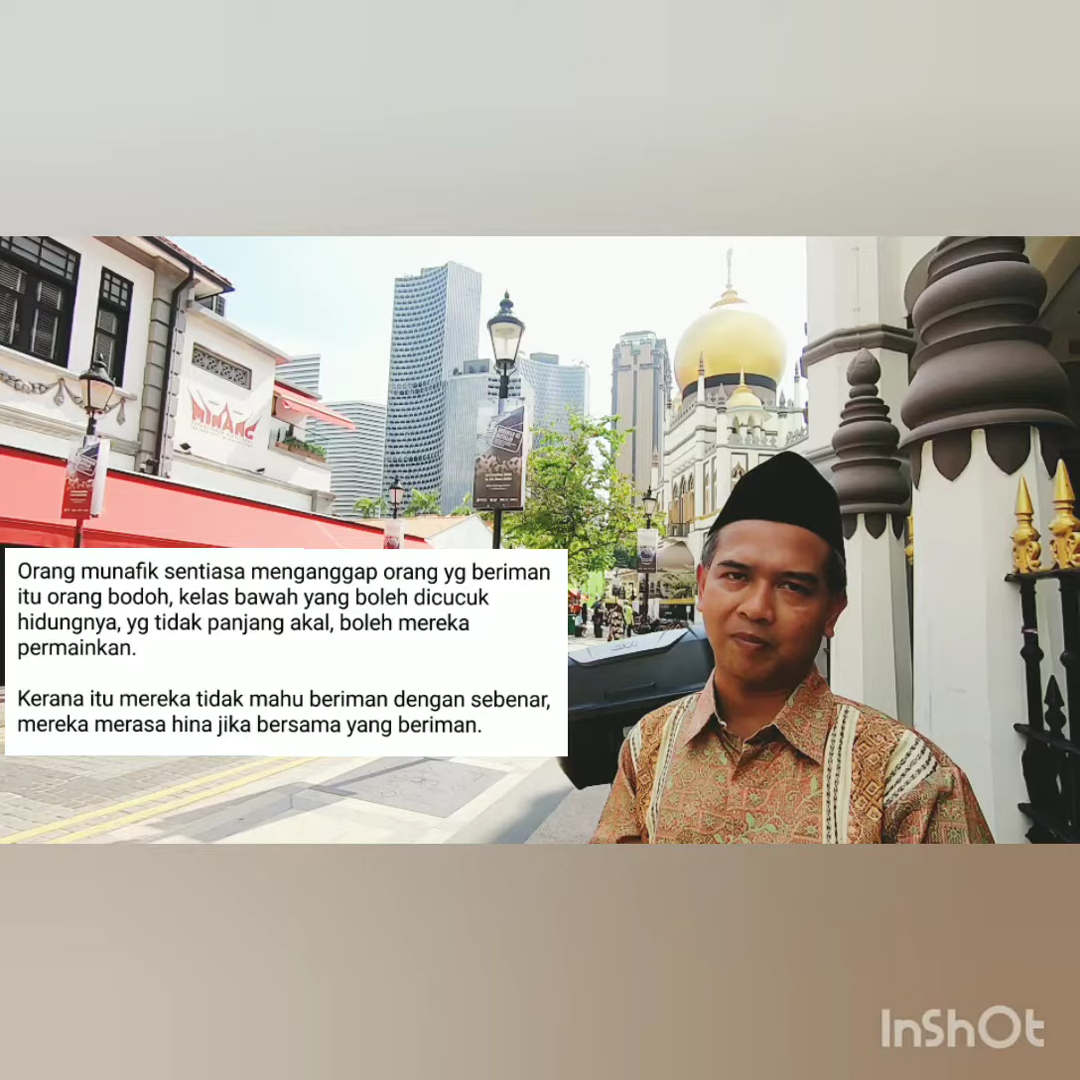 MINANG
Orang munafik sentiasa menganggap orang yg beriman
itu orang bodoh, kelas bawah yang boleh dicucuk
hidungnya, yg tidak panjang akal, boleh mereka
permainkan.
Kerana itu mereka tidak mahu beriman dengan sebenar,
mereka merasa hina jika bersama yang beriman.
InShOt